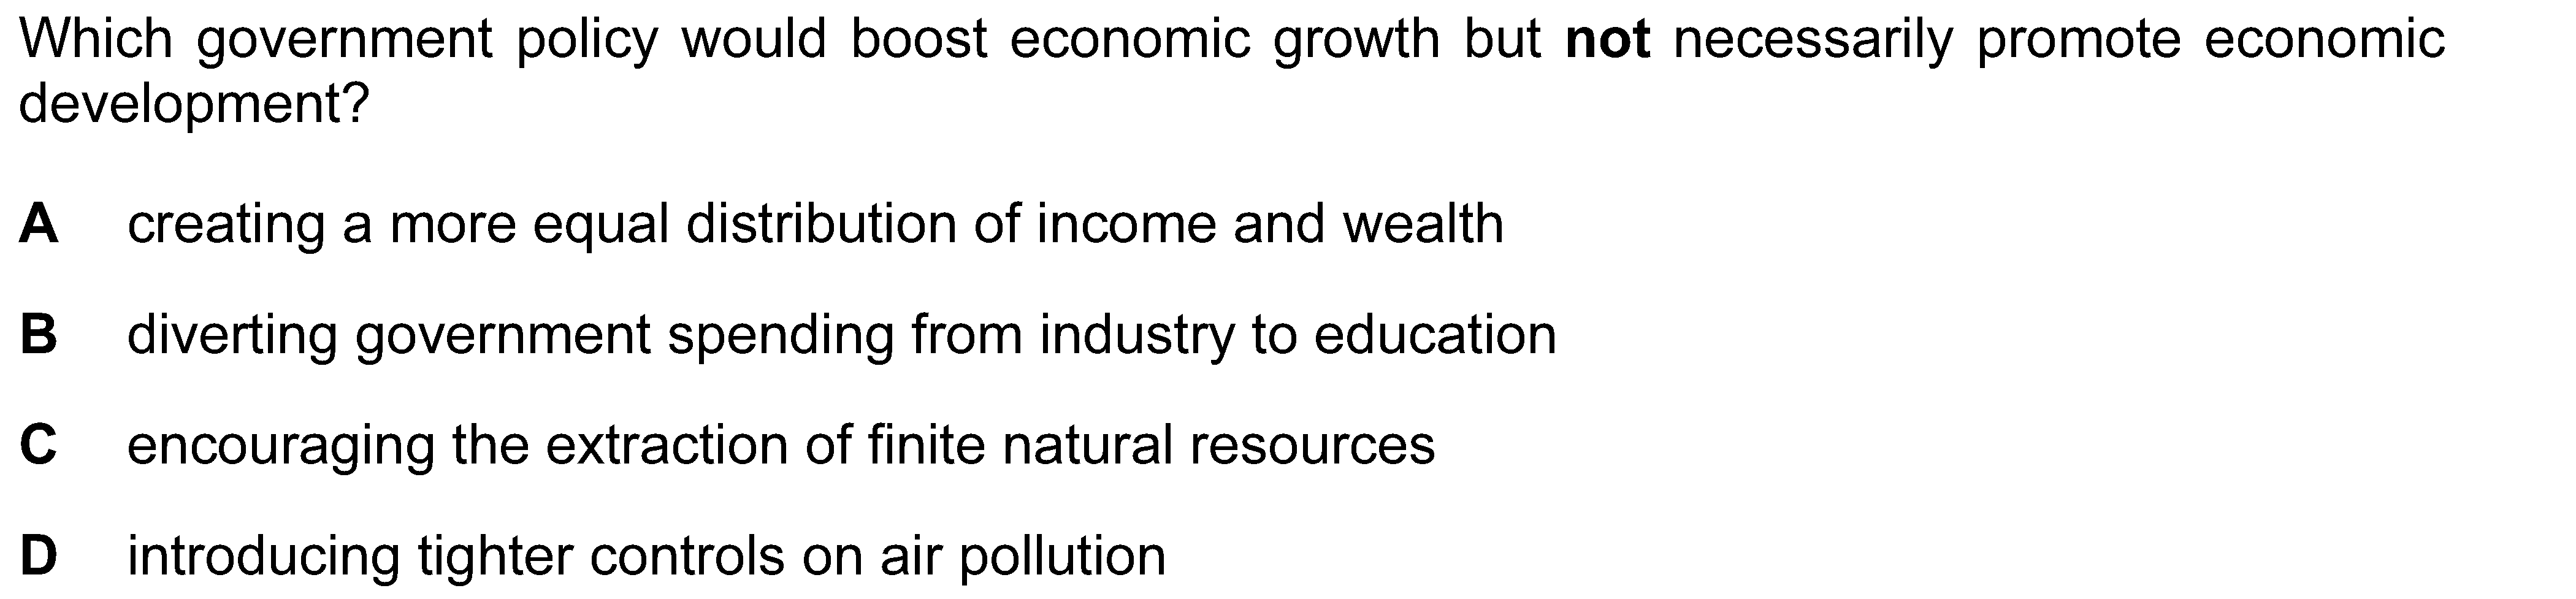 Which government policy would boost economic growth but not necessarily promote economic
development?
A creating a more equal distribution of income and wealth
B diverting government spending from industry to education
C encouraging the extraction of finite natural resources
D introducing tighter controls on air pollution